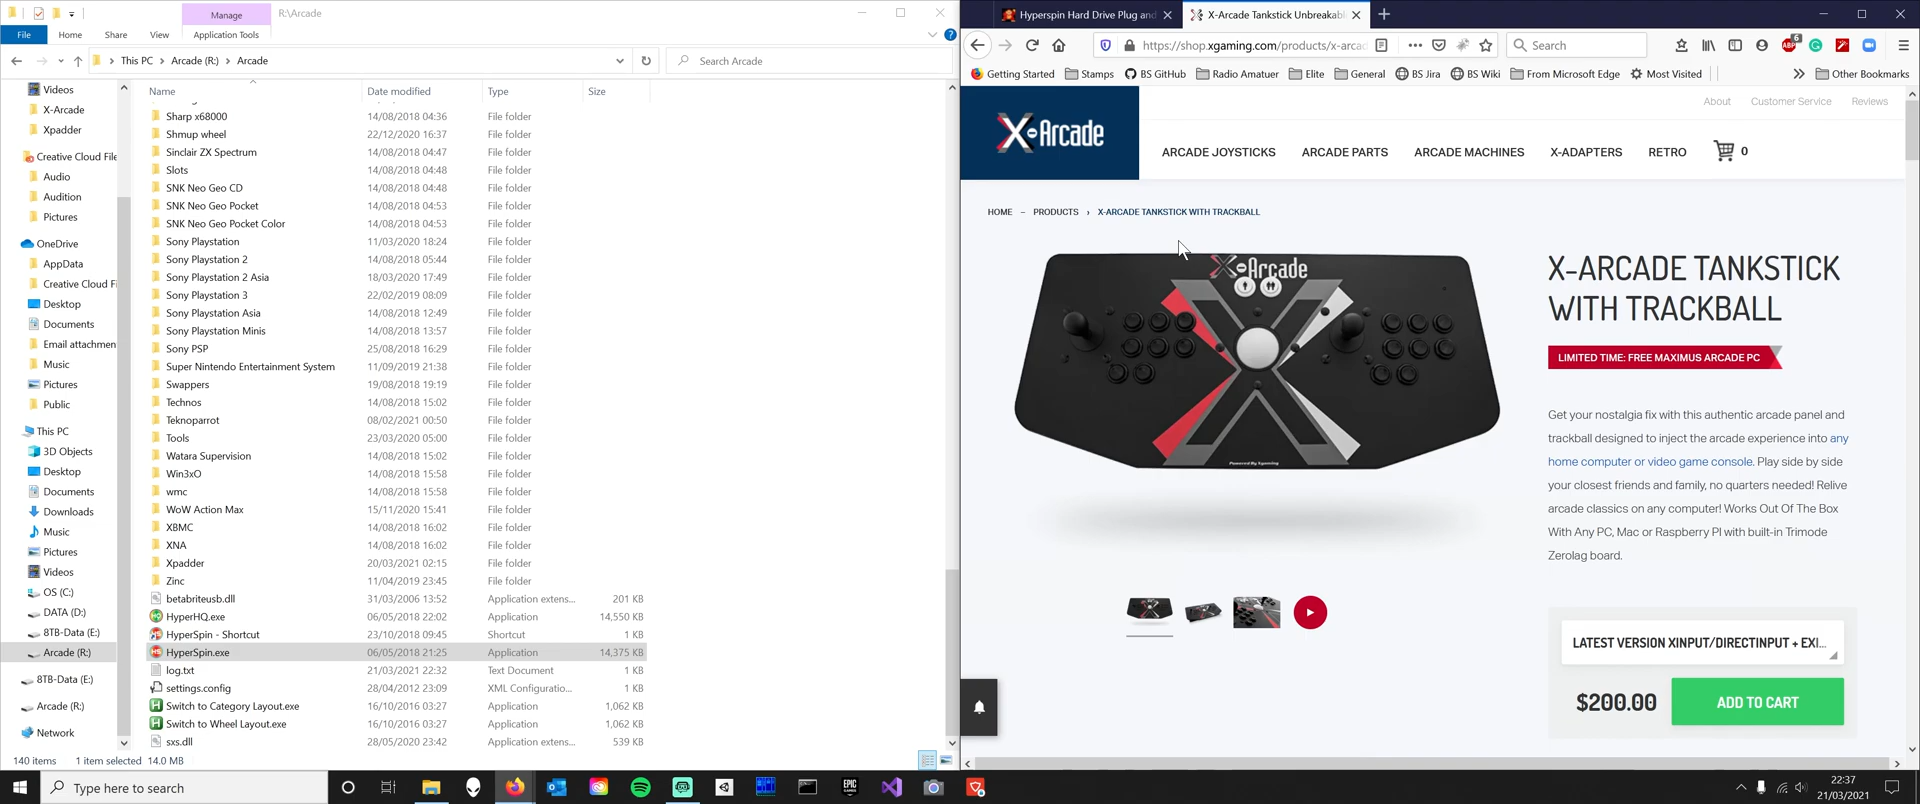 Manage
R:\Arcade
File
Home
Share
View
Application Tools
This PC
Arcade (R:)
Arcade
Search Arcade
Videos
X-Arcade
Xpadder
Creative Cloud File
Audio
Audition
Pictures
OneDrive
AppData
Creative Cloud Fi
Desktop
Documents
Email attachmen
Music
Pictures
Public
This PC
3D Objects
Desktop
Documents
Downloads
Music
Pictures
Videos
OS (C:)
DATA (D:)
8TB-Data (E:)
Arcade (R:)
8TB-Data (E:)
Arcade (R:)
Network
Name Date modified Type Size
Sharp x68000 14/08/2018 04:36 File folder
Shmup wheel 22/12/2020 16:37 File folder
Sinclair ZX Spectrum 14/08/2018 04:47 File folder
Slots 14/08/2018 04:48 File folder
SNK Neo Geo CD 14/08/2018 04:48 File folder
SNK Neo Geo Pocket 14/08/2018 04:53 File folder
SNK Neo Geo Pocket Color 14/08/2018 04:53 File folder
Sony Playstation 11/03/2020 18:24 File folder
Sony Playstation 2 14/08/2018 05:44 File folder
Sony Playstation 2 Asia 18/03/2020 17:49 File folder
Sony Playstation 3 22/02/2019 08:09 File folder
Sony Playstation Asia 14/08/2018 12:49 File folder
Sony Playstation Minis 14/08/2018 13:57 File folder
Sony PSP 25/08/2018 16:29 File folder
Super Nintendo Entertainment System 11/09/2019 21:38 File folder
Swappers 19/08/2018 19:19 File folder
Technos 14/08/2018 15:02 File folder
Teknoparrot 08/02/2021 00:50 File folder
Tools 23/03/2020 05:00 File folder
Watara Supervision 14/08/2018 15:02 File folder
Win3xO 14/08/2018 15:58 File folder
wmc 14/08/2018 15:58 File folder
WoW Action Max 15/11/2020 15:41 File folder
XBMC 14/08/2018 16:02 File folder
XNA 14/08/2018 16:02 File folder
Xpadder 20/03/2021 02:15 File folder
Zinc 11/04/2019 23:45 File folder
betabriteusb.dll 31/03/2006 13:52 Application extens... 201 KB
HyperHQ.exe 06/05/2018 22:02 Application 14,550 KB
HyperSpin - Shortcut 23/10/2018 09:45 Shortcut 1 KB
HyperSpin.exe 06/05/2018 21:25 Application 14,375 KB
log.txt 21/03/2021 22:32 Text Document 1 KB
settings.config 28/04/2012 23:09 XML Configuratio... 1 KB
Switch to Category Layout.exe 16/10/2016 03:27 Application 1,062 KB
Switch to Wheel Layout.exe 16/10/2016 03:27 Application 1,062 KB
sxs.dll 28/05/2020 23:42 Application extens... 539 KB
140 items 1 item selected 14.0 MB
Hyperspin Hard Drive Plug and
X-Arcade Tankstick Unbreakabl
https://shop.xgaming.com/products/x-arcad
Search
6
ABP
Getting Started
Stamps
BS GitHub
Radio Amatuer
Elite
General
BS Jira
BS Wiki
From Microsoft Edge
Most Visited
Other Bookmarks
X-Arcade
About
Customer Service
Reviews
ARCADE JOYSTICKS
ARCADE PARTS
ARCADE MACHINES
X-ADAPTERS
RETRO
0
HOME – PRODUCTS › X-ARCADE TANKSTICK WITH TRACKBALL
X-Arcade
Powered By Xgaming
X-ARCADE TANKSTICK
WITH TRACKBALL
LIMITED TIME: FREE MAXIMUS ARCADE PC
Get your nostalgia fix with this authentic arcade panel and
trackball designed to inject the arcade experience into any
home computer or video game console. Play side by side
your closest friends and family, no quarters needed! Relive
arcade classics on any computer! Works Out Of The Box
With Any PC, Mac or Raspberry PI with built-in Trimode
Zerolag board.
LATEST VERSION XINPUT/DIRECTINPUT + EXI...
$200.00
ADD TO CART
Type here to search
EPIC GAMES
22:37
21/03/2021